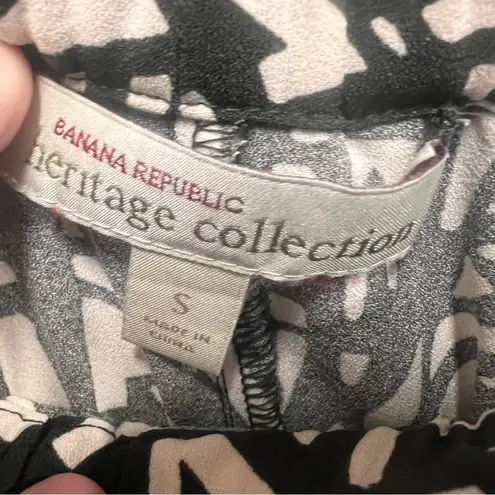 BANANA REPUBLIC
heritage collection
S
MADE IN
CHINA